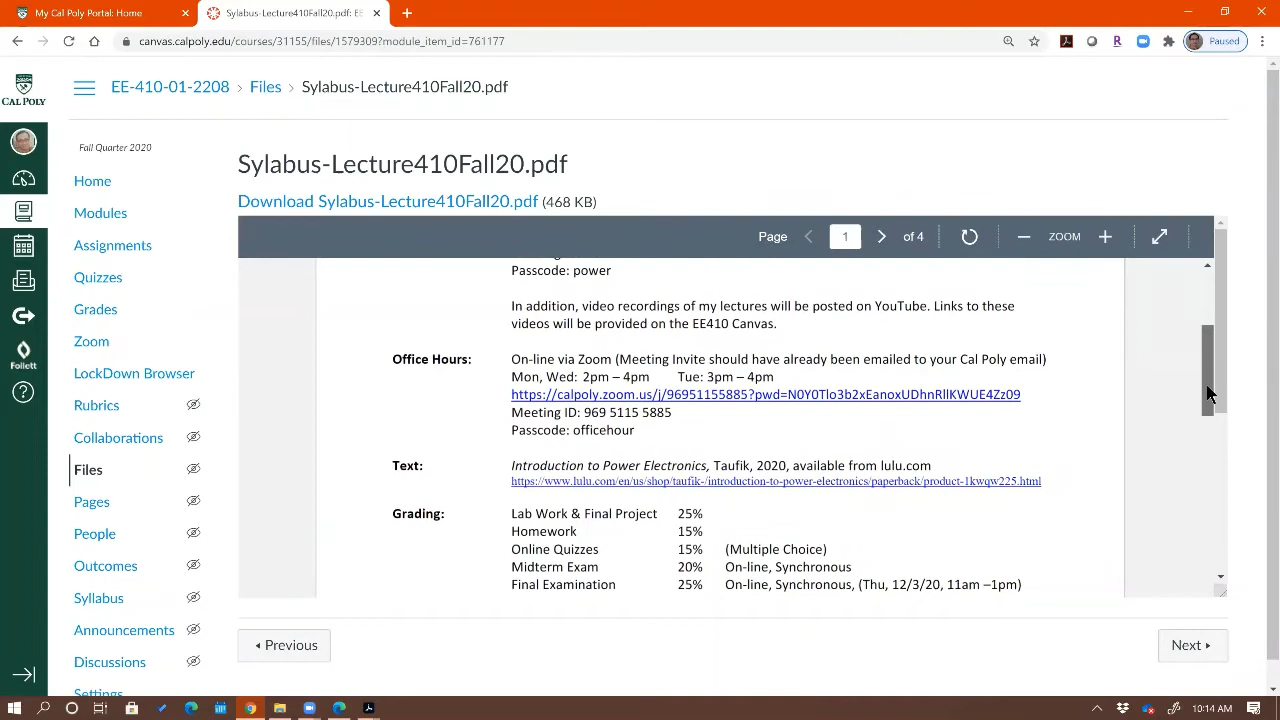 My Cal Poly Portal: Home
Sylabus-Lecture410Fall20.pdf: EE
canvas.calpoly.edu/courses/31155/files/1579309?module_item_id=761177
Paused
CAL POLY
EE-410-01-2208 › Files › Sylabus-Lecture410Fall20.pdf
Fall Quarter 2020
Home
Modules
Assignments
Quizzes
Grades
Zoom
LockDown Browser
Rubrics
Collaborations
Files
Pages
People
Outcomes
Syllabus
Announcements
Discussions
Settings
Follett
Sylabus-Lecture410Fall20.pdf
Download Sylabus-Lecture410Fall20.pdf (468 KB)
Page 1 of 4 ZOOM
Passcode: power
In addition, video recordings of my lectures will be posted on YouTube. Links to these
videos will be provided on the EE410 Canvas.
Office Hours: On-line via Zoom (Meeting Invite should have already been emailed to your Cal Poly email)
Mon, Wed: 2pm – 4pm Tue: 3pm – 4pm
https://calpoly.zoom.us/j/96951155885?pwd=N0Y0Tlo3b2xEanoxUDhnRllKWUE4Zz09
Meeting ID: 969 5115 5885
Passcode: officehour
Text: Introduction to Power Electronics, Taufik, 2020, available from lulu.com
https://www.lulu.com/en/us/shop/taufik-/introduction-to-power-electronics/paperback/product-1kwqw225.html
Grading: Lab Work & Final Project 25%
Homework 15%
Online Quizzes 15% (Multiple Choice)
Midterm Exam 20% On-line, Synchronous
Final Examination 25% On-line, Synchronous, (Thu, 12/3/20, 11am –1pm)
Previous
Next
10:14 AM